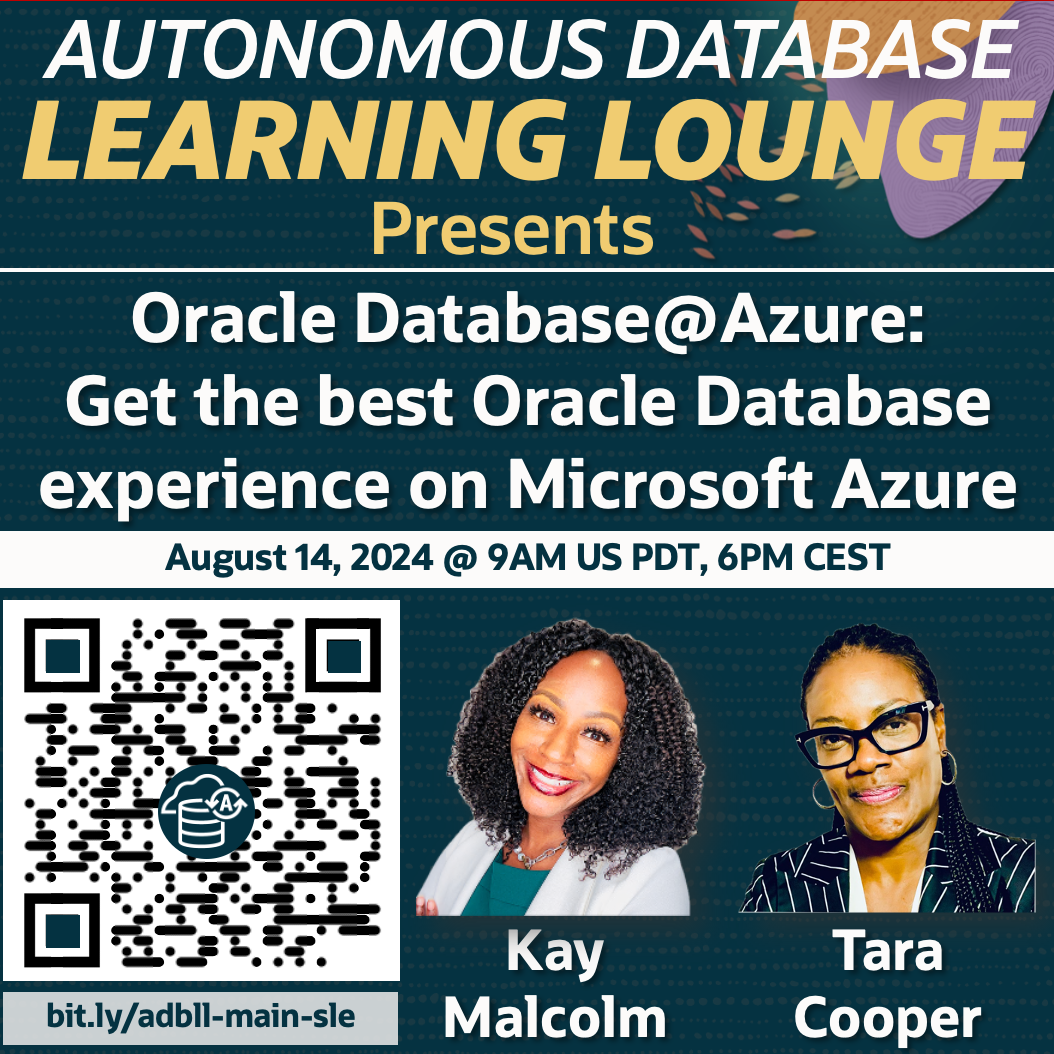 AUTONOMOUS DATABASE
LEARNING LOUNGE
Presents
Oracle Database@Azure:
Get the best Oracle Database
experience on Microsoft Azure
August 14, 2024 @ 9AM US PDT, 6PM CEST
A
bit.ly/adbll-main-sle
Kay
Malcolm
Tara
Cooper